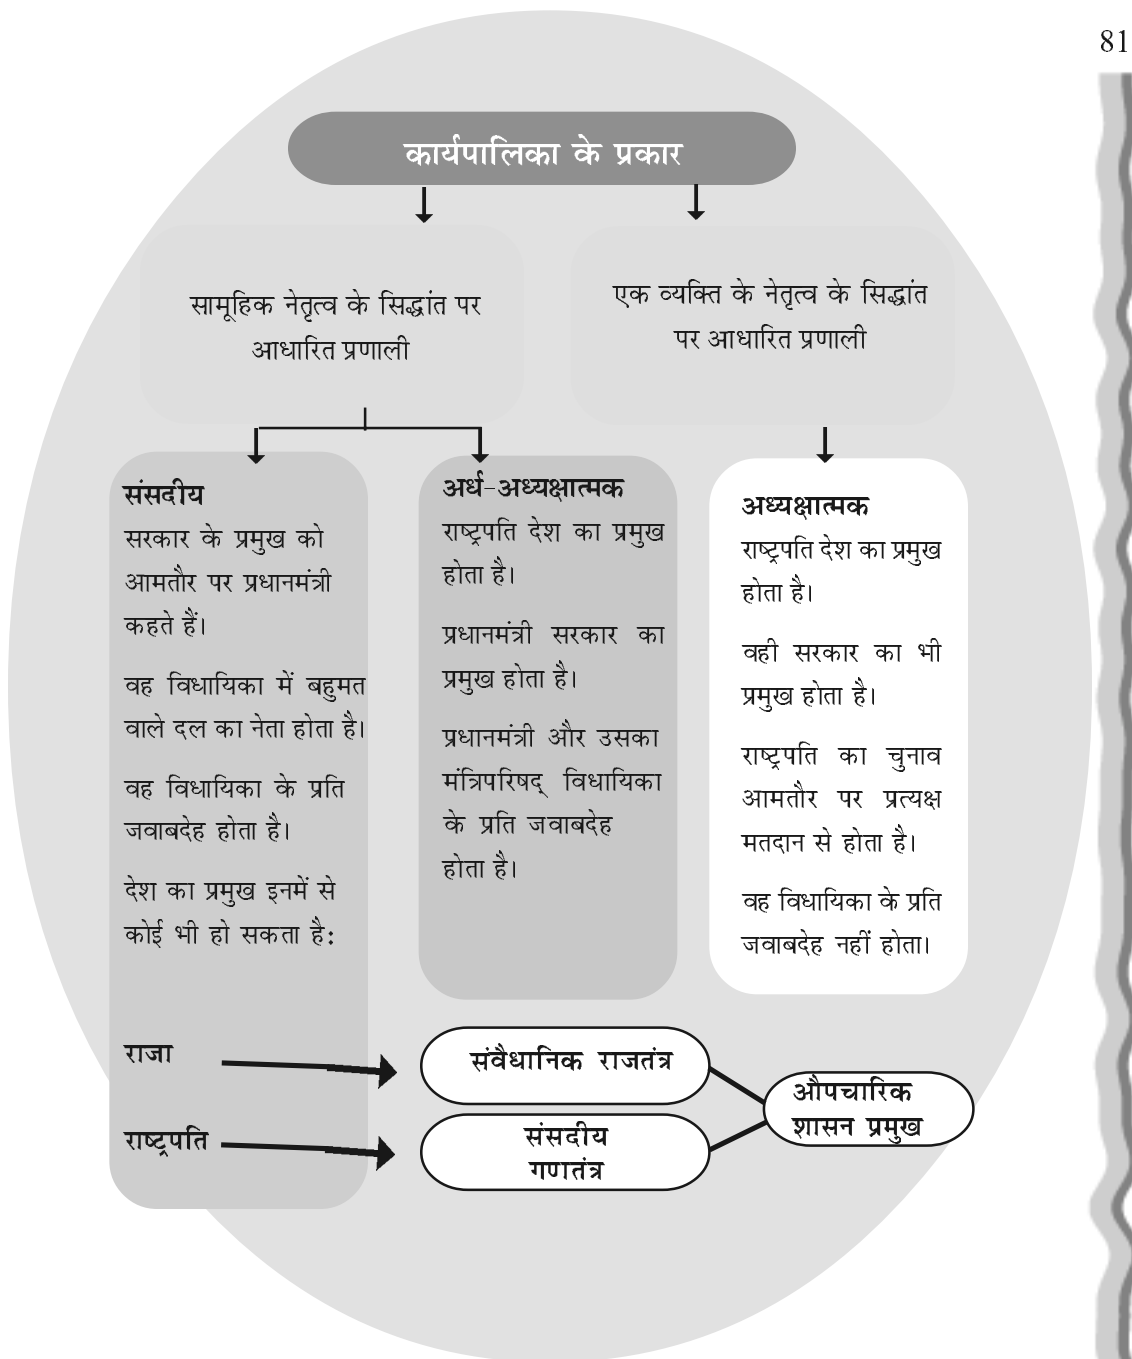 81
कार्यपालिका के प्रकार
सामूहिक नेतृत्व के सिद्धांत पर
आधारित प्रणाली
एक व्यक्ति के नेतृत्व के सिद्धांत
पर आधारित प्रणाली
संसदीय
सरकार के प्रमुख को
आमतौर पर प्रधानमंत्री
कहते हैं।
वह विधायिका में बहुमत
वाले दल का नेता होता है।
वह विधायिका के प्रति
जवाबदेह होता है।
देश का प्रमुख इनमें से
कोई भी हो सकता है:
अर्ध-अध्यक्षात्मक
राष्ट्रपति देश का प्रमुख
होता है।
प्रधानमंत्री सरकार का
प्रमुख होता है।
प्रधानमंत्री और उसका
मंत्रिपरिषद् विधायिका
के प्रति जवाबदेह
होता है।
अध्यक्षात्मक
राष्ट्रपति देश का प्रमुख
होता है।
वही सरकार का भी
प्रमुख होता है।
राष्ट्रपति का चुनाव
आमतौर पर प्रत्यक्ष
मतदान से होता है।
वह विधायिका के प्रति
जवाबदेह नहीं होता।
राजा
संवैधानिक राजतंत्र
राष्ट्रपति
संसदीय
गणतंत्र
औपचारिक
शासन प्रमुख